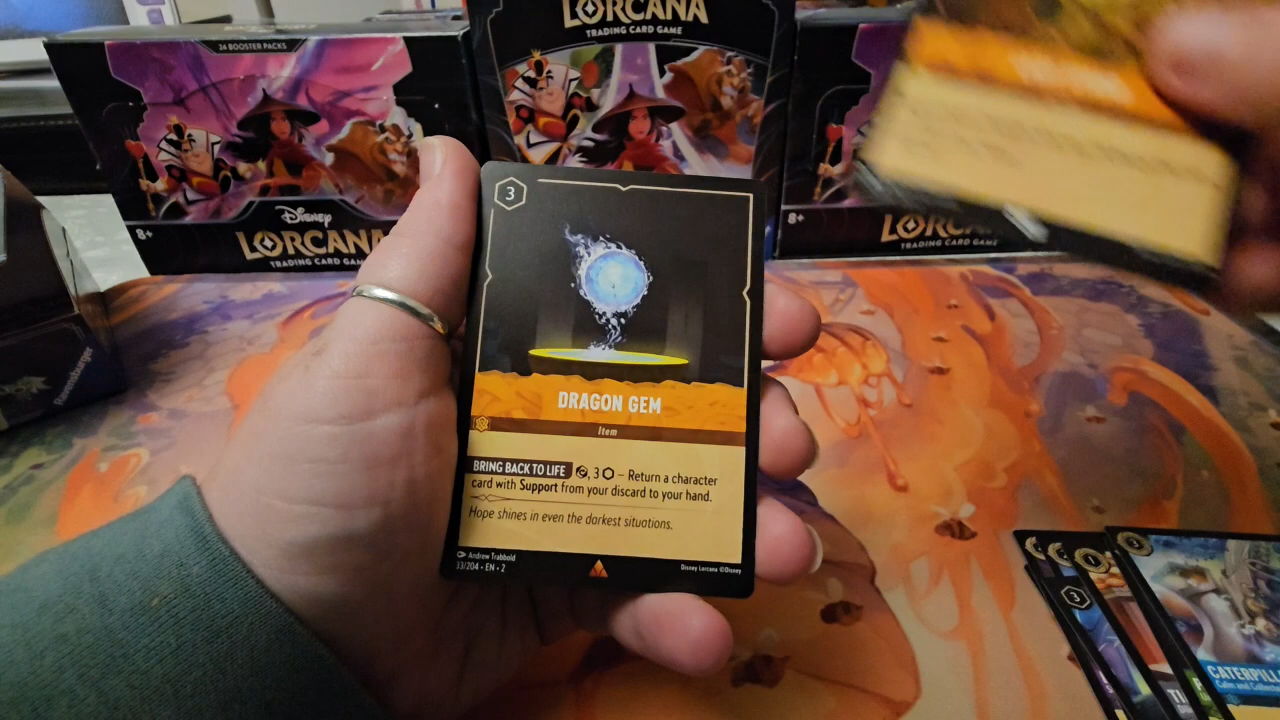 24 BOOSTER PACKS
8+
Disney
LORCANA
TRADING CARD GAME
LORCANA
TRADING CARD GAME
8+
TRADING CARD GAME
Ravensburger
3
DRAGON GEM
Item
BRING BACK TO LIFE , 3 – Return a character
card with Support from your discard to your hand.
Hope shines in even the darkest situations.
Andrew Trabbold
33/204 • EN • 2
Disney Lorcana ©Disney
3